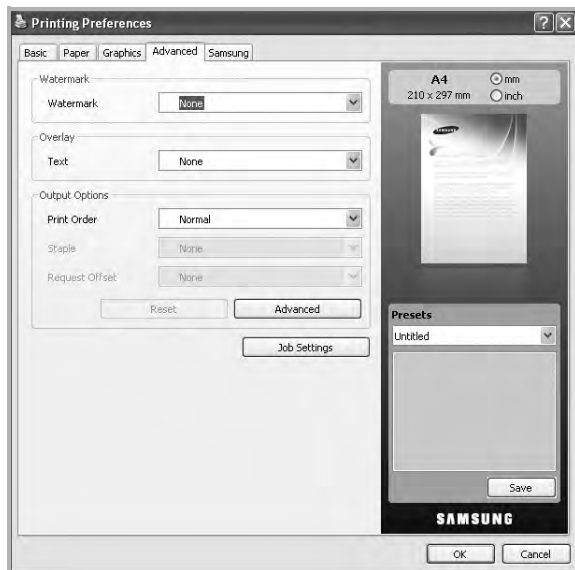 Printing Preferences
Basic Paper Graphics Advanced Samsung
Watermark
Watermark None
Overlay
Text None
Output Options
Print Order Normal
Staple None
Request Offset None
Reset Advanced
Job Settings
A4
210 x 297 mm
mm
inch
SAMSUNG
Presets
Untitled
Save
SAMSUNG
OK Cancel